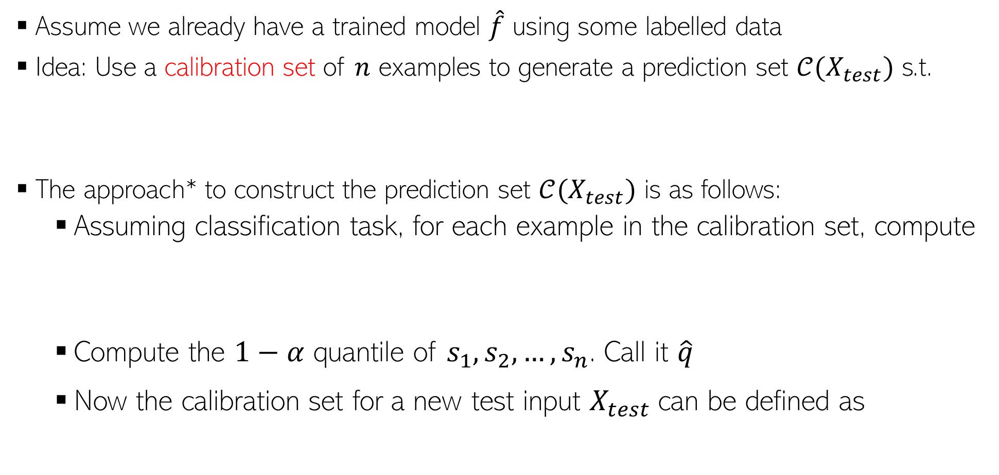 ▪ Assume we already have a trained model $\hat{f}$ using some labelled data
▪ Idea: Use a calibration set of $n$ examples to generate a prediction set $\mathcal{C}(X_{test})$ s.t.
▪ The approach* to construct the prediction set $\mathcal{C}(X_{test})$ is as follows:
▪ Assuming classification task, for each example in the calibration set, compute
▪ Compute the $1 - \alpha$ quantile of $s_1, s_2, \ldots, s_n$. Call it $\hat{q}$
▪ Now the calibration set for a new test input $X_{test}$ can be defined as